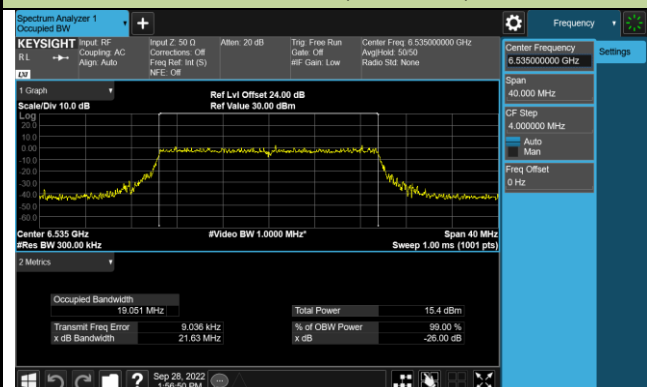 Spectrum Analyzer 1
Occupied BW
Frequency
KEYSIGHT
RL
LXI
Input: RF
Coupling: AC
Align: Auto
Input Z: 50 Ω
Corrections: Off
Freq Ref: Int (S)
NFE: Off
Atten: 20 dB
Trig: Free Run
Gate: Off
#IF Gain: Low
Center Freq: 6.535000000 GHz
Avg|Hold: 50/50
Radio Std: None
Center Frequency
6.535000000 GHz
Settings
Span
40.000 MHz
CF Step
4.000000 MHz
Auto
Man
Freq Offset
0 Hz
1 Graph
Scale/Div 10.0 dB
Ref Lvl Offset 24.00 dB
Ref Value 30.00 dBm
Log
20.0
10.0
0.00
-10.0
-20.0
-30.0
-40.0
-50.0
-60.0
Center 6.535 GHz
#Res BW 300.00 kHz
#Video BW 1.0000 MHz*
Span 40 MHz
Sweep 1.00 ms (1001 pts)
2 Metrics
Occupied Bandwidth
19.051 MHz
Total Power 15.4 dBm
Transmit Freq Error 9.036 kHz
% of OBW Power 99.00 %
x dB Bandwidth 21.63 MHz
x dB -26.00 dB
?
Sep 28, 2022
1:56:50 PM